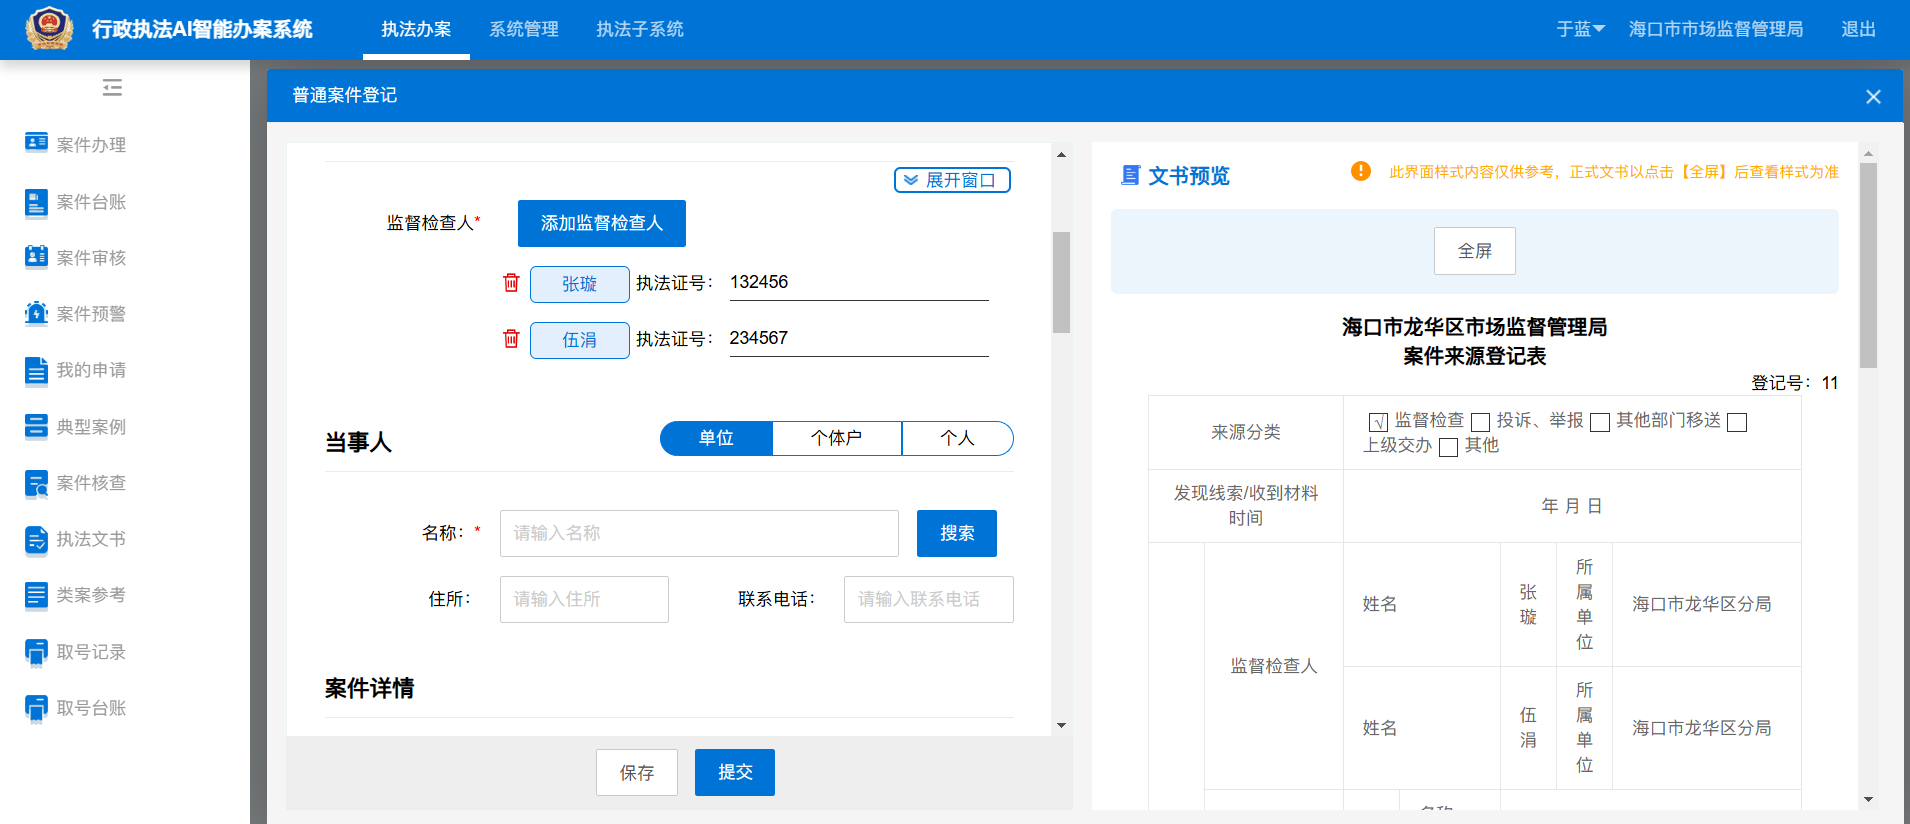 行政执法AI智能办案系统
执法办案
系统管理
执法子系统
于蓝
海口市市场监督管理局
退出
案件办理
案件台账
案件审核
案件预警
我的申请
典型案例
案件核查
执法文书
类案参考
取号记录
取号台账
普通案件登记
展开窗口
监督检查人*
添加监督检查人
张璇 执法证号： 132456
伍涓 执法证号： 234567
当事人
单位
个体户
个人
名称：*
请输入名称
搜索
住所：
请输入住所
联系电话：
请输入联系电话
案件详情
保存
提交
文书预览
此界面样式内容仅供参考，正式文书以点击【全屏】后查看样式为准
全屏
海口市龙华区市场监督管理局
案件来源登记表
登记号：11
来源分类
√ 监督检查 投诉、举报 其他部门移送
上级交办 其他
发现线索/收到材料
时间
年 月 日
监督检查人
姓名
张
璇
所
属
单
位
海口市龙华区分局
姓名
伍
涓
所
属
单
位
海口市龙华区分局
名称